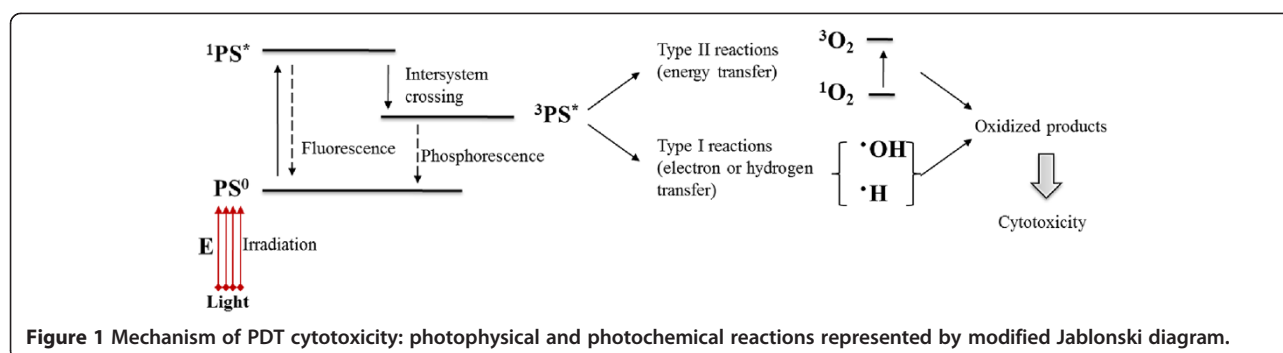 ¹PS*
Intersystem
crossing
Fluorescence
Phosphorescence
PS⁰
E
Irradiation
Light
³PS*
Type II reactions
(energy transfer)
³O₂
¹O₂
Type I reactions
(electron or hydrogen
transfer)
•OH
•H
Oxidized products
Cytotoxicity
Figure 1 Mechanism of PDT cytotoxicity: photophysical and photochemical reactions represented by modified Jablonski diagram.